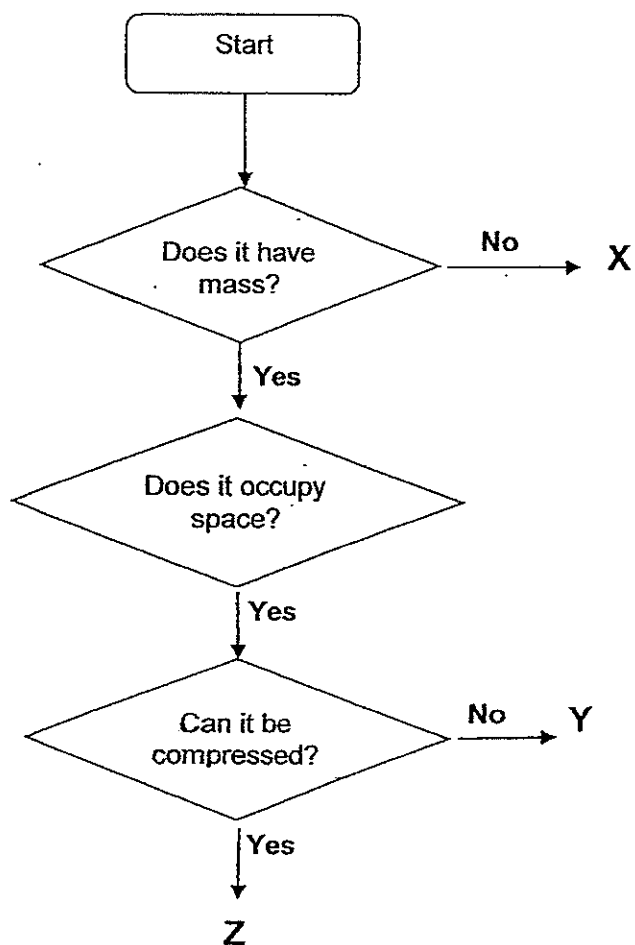 Start
Does it have
mass?
No
X
Yes
Does it occupy
space?
Yes
Can it be
compressed?
No
Y
Yes
Z